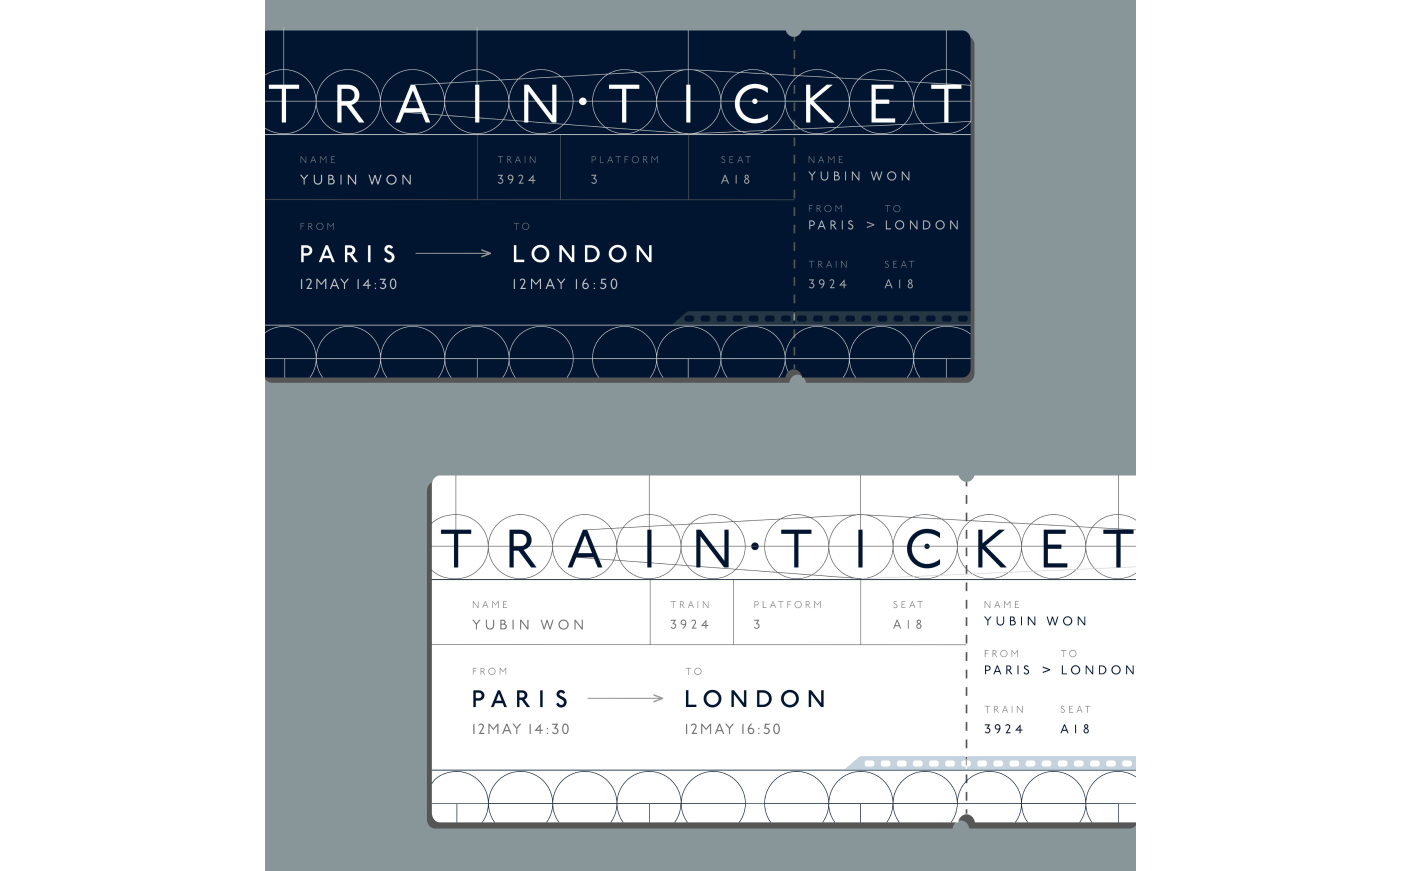 TRAIN·TICKET
NAME TRAIN PLATFORM SEAT
YUBIN WON 3924 3 A18
FROM TO
PARIS LONDON
12MAY 14:30 12MAY 16:50
NAME
YUBIN WON
FROM TO
PARIS > LONDON
TRAIN SEAT
3924 A18
TRAIN·TICKET
NAME TRAIN PLATFORM SEAT
YUBIN WON 3924 3 A18
FROM TO
PARIS LONDON
12MAY 14:30 12MAY 16:50
NAME
YUBIN WON
FROM TO
PARIS > LONDON
TRAIN SEAT
3924 A18